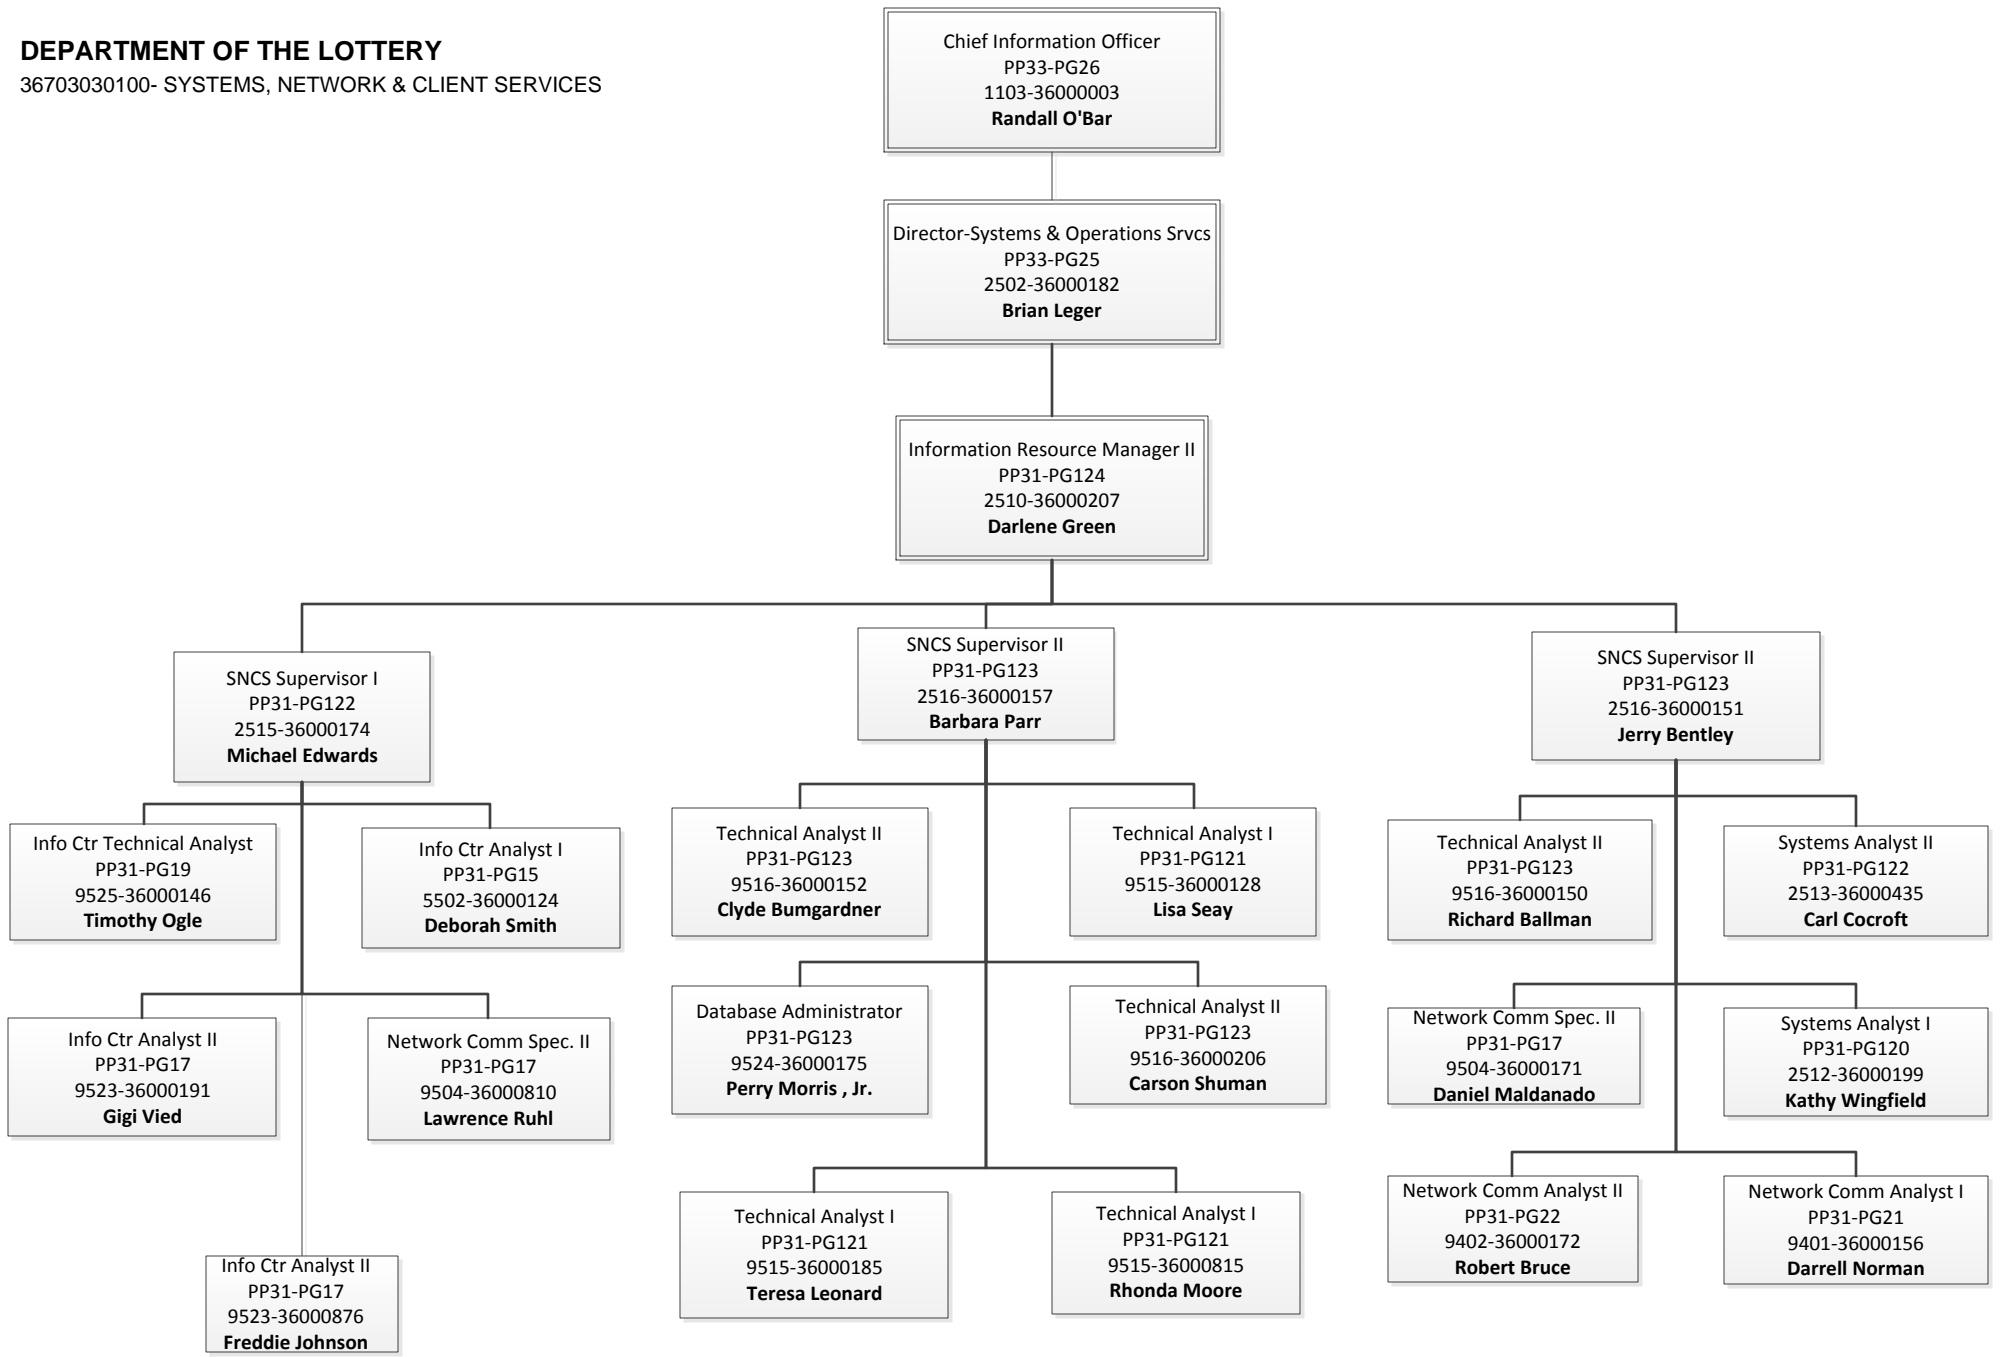 DEPARTMENT OF THE LOTTERY
36703030100- SYSTEMS, NETWORK & CLIENT SERVICES
Chief Information Officer
PP33-PG26
1103-36000003
Randall O'Bar
Director-Systems & Operations Srvcs
PP33-PG25
2502-36000182
Brian Leger
Information Resource Manager II
PP31-PG124
2510-36000207
Darlene Green
SNCS Supervisor I
PP31-PG122
2515-36000174
Michael Edwards
SNCS Supervisor II
PP31-PG123
2516-36000157
Barbara Parr
SNCS Supervisor II
PP31-PG123
2516-36000151
Jerry Bentley
Info Ctr Technical Analyst
PP31-PG19
9525-36000146
Timothy Ogle
Info Ctr Analyst I
PP31-PG15
5502-36000124
Deborah Smith
Technical Analyst II
PP31-PG123
9516-36000152
Clyde Bumgardner
Technical Analyst I
PP31-PG121
9515-36000128
Lisa Seay
Technical Analyst II
PP31-PG123
9516-36000150
Richard Ballman
Systems Analyst II
PP31-PG122
2513-36000435
Carl Cocroft
Info Ctr Analyst II
PP31-PG17
9523-36000191
Gigi Vied
Network Comm Spec. II
PP31-PG17
9504-36000810
Lawrence Ruhl
Database Administrator
PP31-PG123
9524-36000175
Perry Morris , Jr.
Technical Analyst II
PP31-PG123
9516-36000206
Carson Shuman
Network Comm Spec. II
PP31-PG17
9504-36000171
Daniel Maldanado
Systems Analyst I
PP31-PG120
2512-36000199
Kathy Wingfield
Technical Analyst I
PP31-PG121
9515-36000185
Teresa Leonard
Technical Analyst I
PP31-PG121
9515-36000815
Rhonda Moore
Network Comm Analyst II
PP31-PG22
9402-36000172
Robert Bruce
Network Comm Analyst I
PP31-PG21
9401-36000156
Darrell Norman
Info Ctr Analyst II
PP31-PG17
9523-36000876
Freddie Johnson